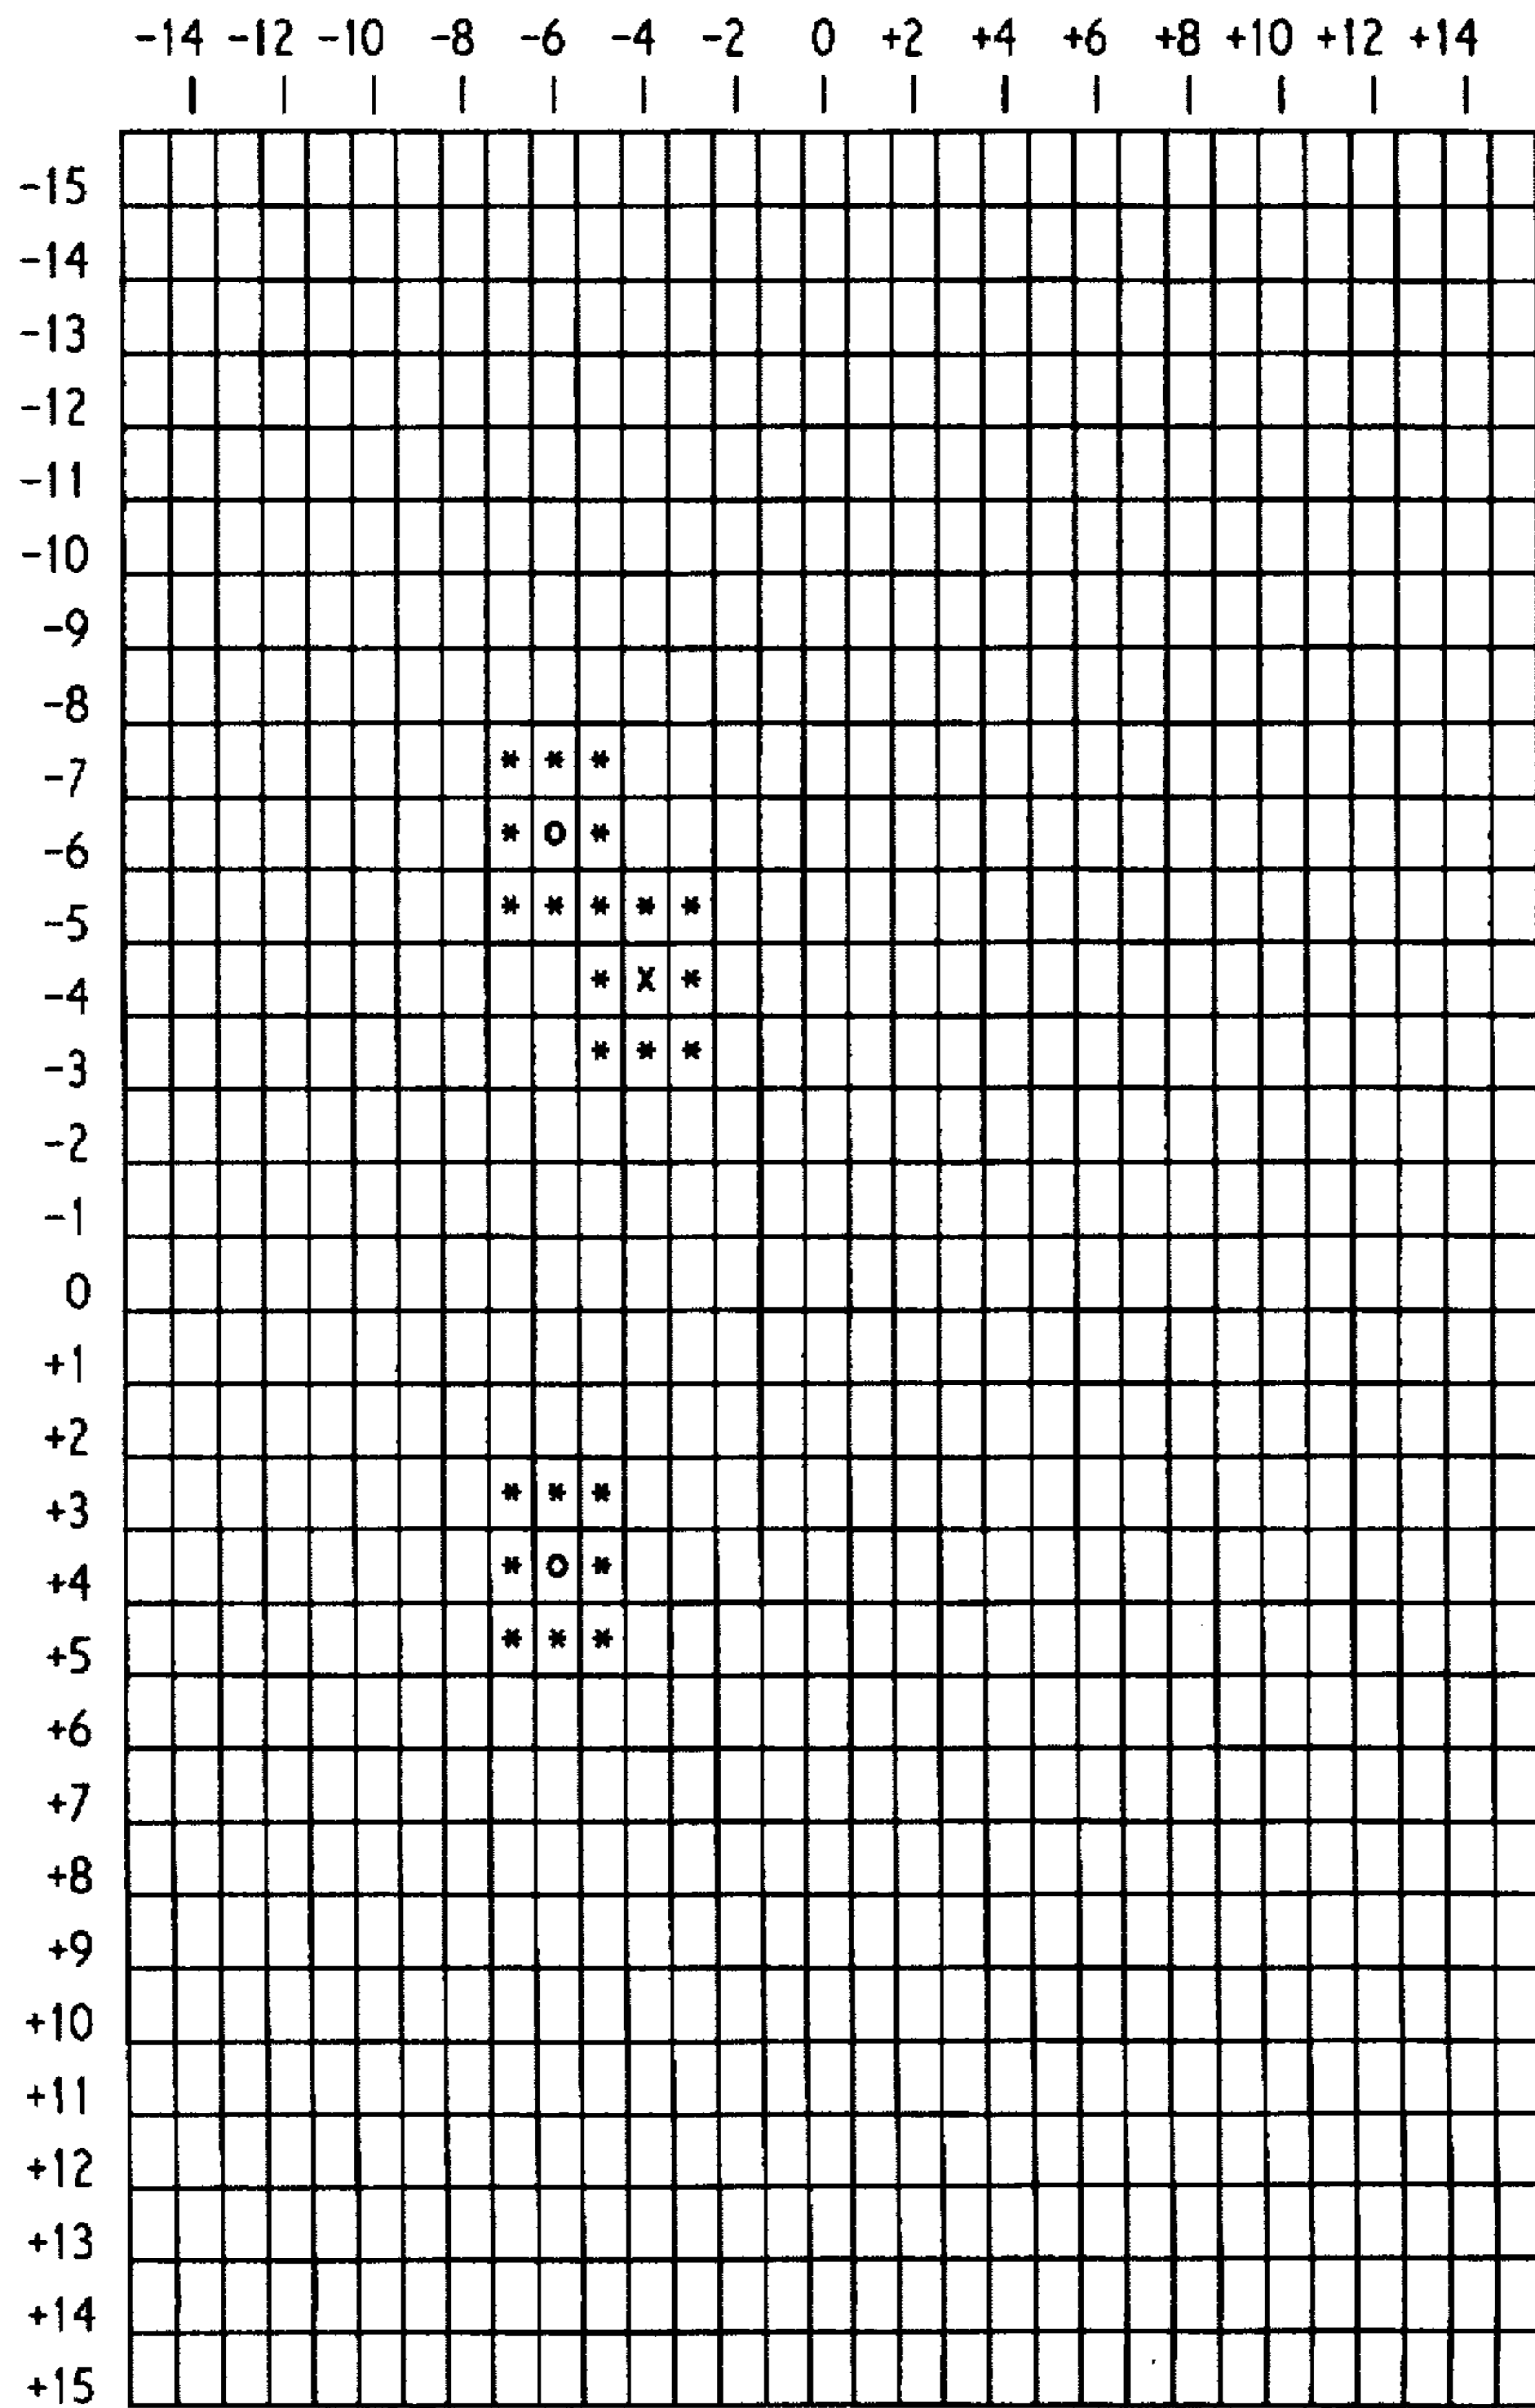 -14 -12 -10 -8 -6 -4 -2 0 +2 +4 +6 +8 +10 +12 +14
-15
-14
-13
-12
-11
-10
-9
-8
-7 * * *
-6 * O *
-5 * * * * *
-4 * X *
-3 * * *
-2
-1
0
+1
+2
+3 * * *
+4 * O *
+5 * * *
+6
+7
+8
+9
+10
+11
+12
+13
+14
+15